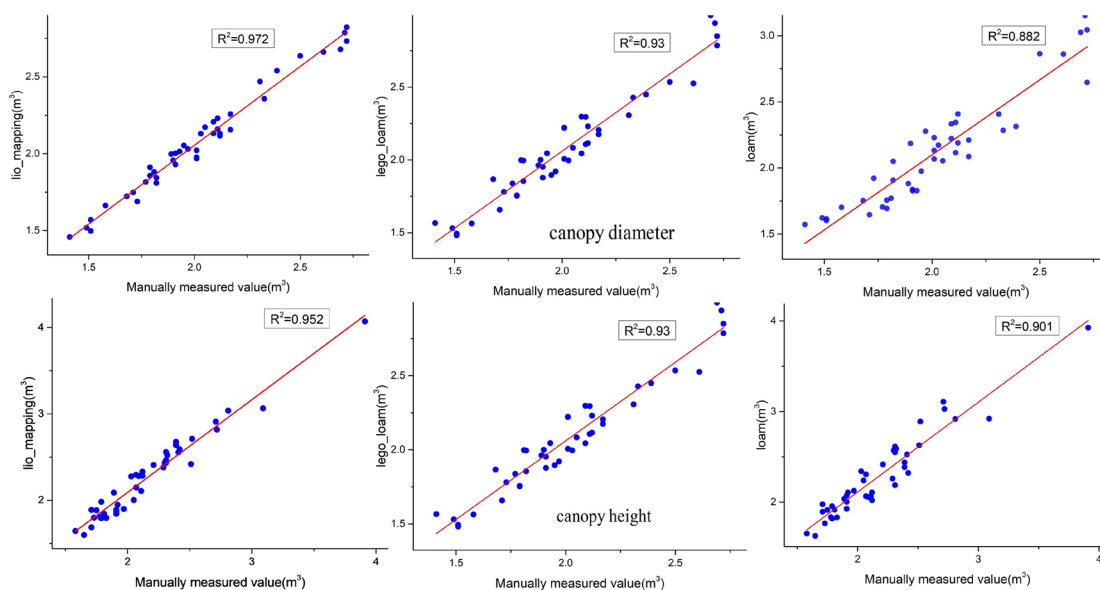 R²=0.972
lio_mapping(m³)
2.5
2.0
1.5
1.5
2.0
2.5
Manually measured value(m³)
R²=0.93
lego_loam(m³)
3.0
2.5
2.0
1.5
canopy diameter
1.5
2.0
2.5
Manually measured value(m³)
R²=0.882
loam(m³)
3.0
2.5
2.0
1.5
1.5
2.0
2.5
Manually measured value(m³)
R²=0.952
lio_mapping(m³)
4
3
2
2
3
4
Manually measured value(m³)
R²=0.93
lego_loam(m³)
3.0
2.5
2.0
1.5
canopy height
1.5
2.0
2.5
Manually measured value(m³)
R²=0.901
loam(m³)
4
3
2
1
2
3
4
Manually measured value(m³)